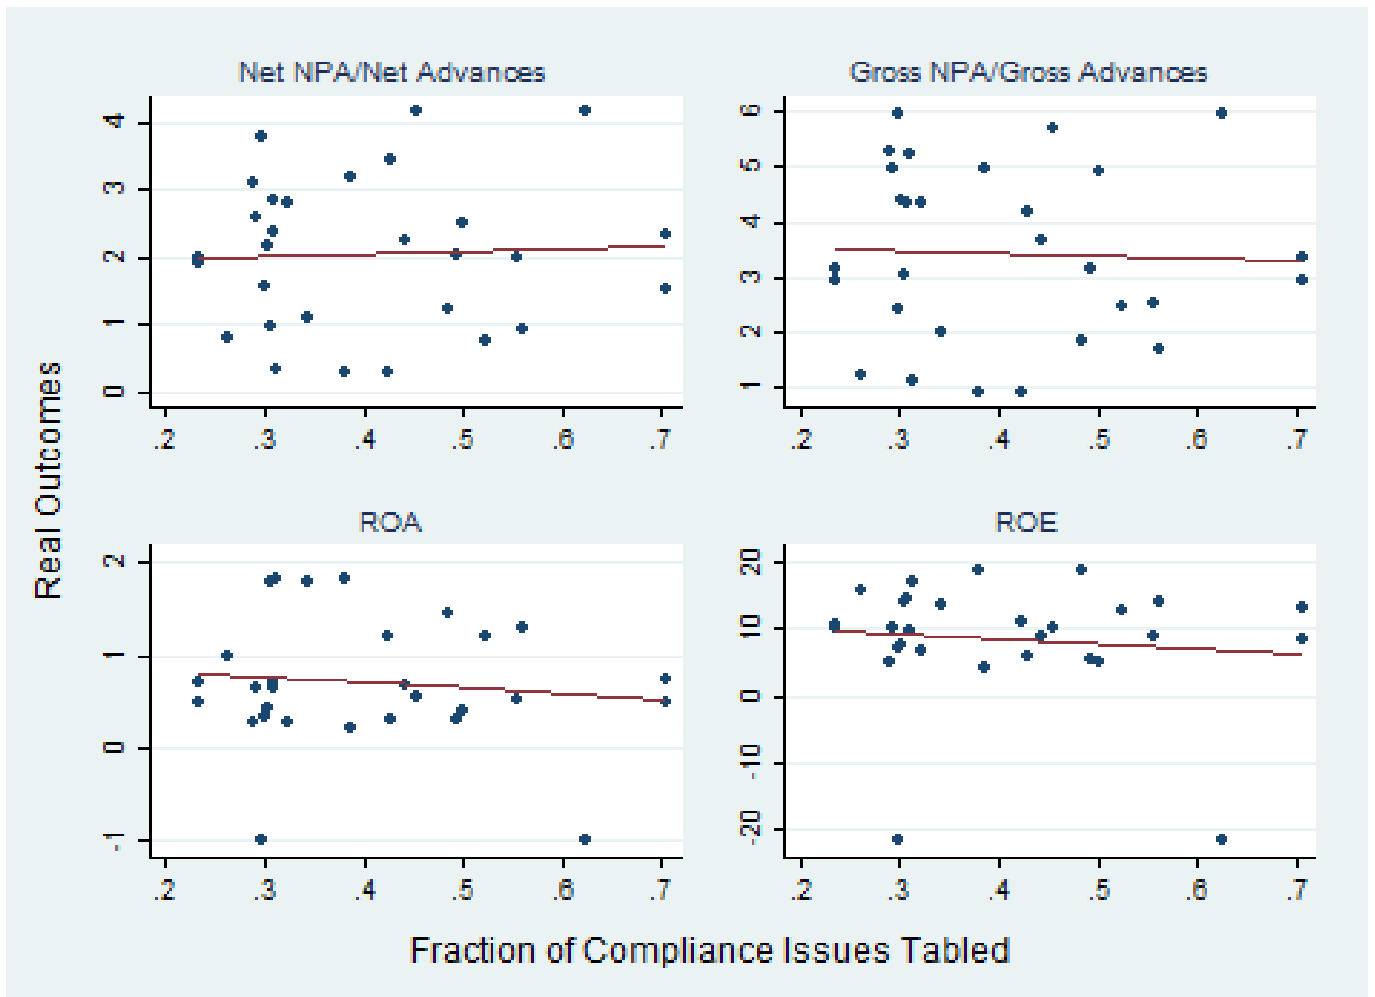 Net NPA/Net Advances
Gross NPA/Gross Advances
4
3
2
1
0
.2 .3 .4 .5 .6 .7
6
5
4
3
2
1
.2 .3 .4 .5 .6 .7
Real Outcomes
ROA
ROE
2
1
0
-1
.2 .3 .4 .5 .6 .7
20
10
0
-10
-20
.2 .3 .4 .5 .6 .7
Fraction of Compliance Issues Tabled